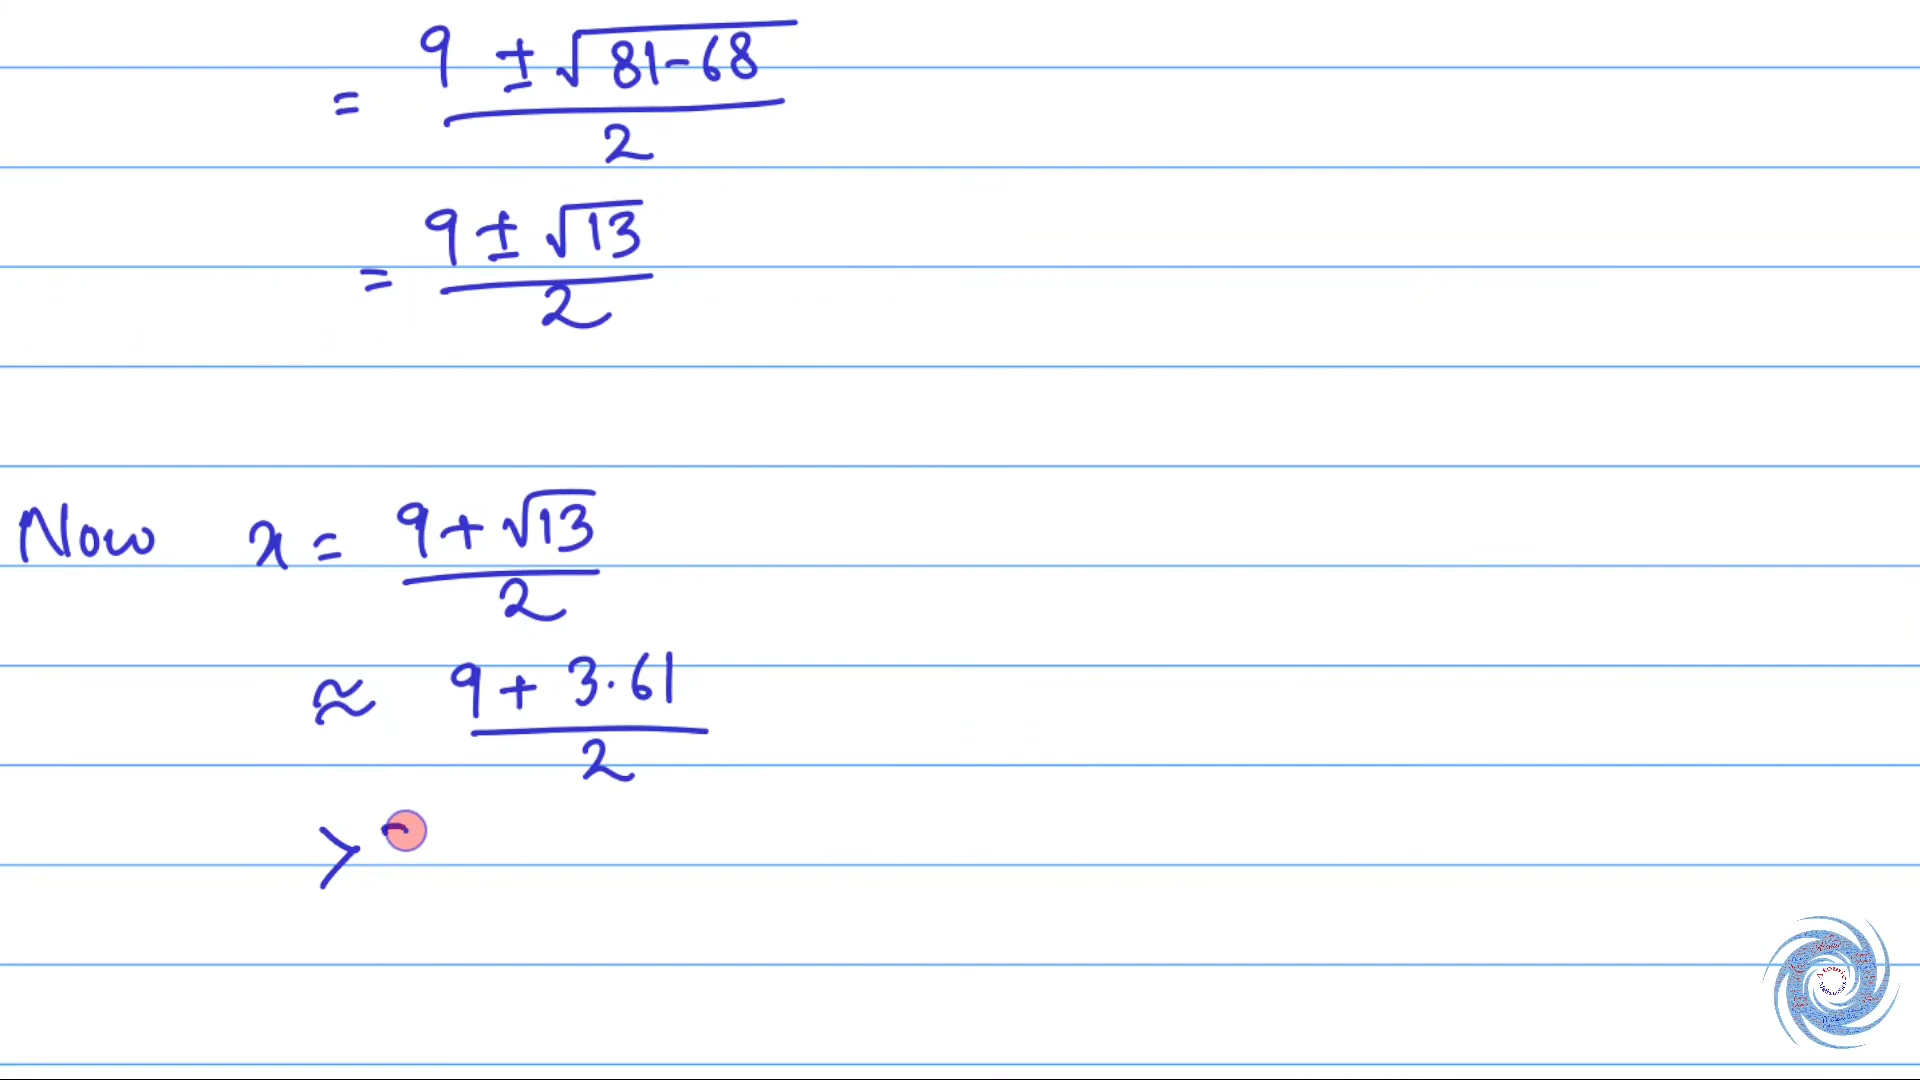 = 9 ± √81-68 / 2
= 9 ± √13 / 2
Now x = 9 + √13 / 2
≈ 9 + 3.61 / 2
>